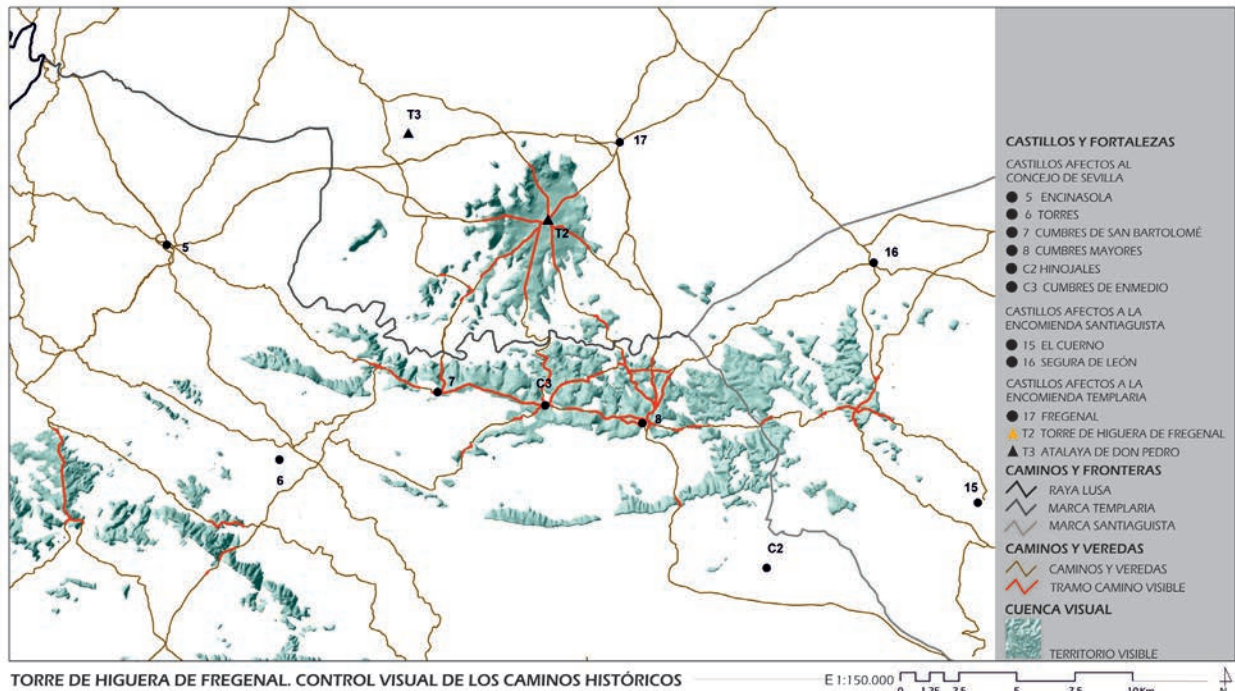 T3
17
T2
5
16
7
C3
8
6
15
C2
CASTILLOS Y FORTALEZAS
CASTILLOS AFECTOS AL
CONCEJO DE SEVILLA
5 ENCINASOLA
6 TORRES
7 CUMBRES DE SAN BARTOLOMÉ
8 CUMBRES MAYORES
C2 HINOJALES
C3 CUMBRES DE ENMEDIO
CASTILLOS AFECTOS A LA
ENCOMIENDA SANTIAGUISTA
15 EL CUERNO
16 SEGURA DE LEÓN
CASTILLOS AFECTOS A LA
ENCOMIENDA TEMPLARIA
17 FREGENAL
T2 TORRE DE HIGUERA DE FREGENAL
T3 ATALAYA DE DON PEDRO
CAMINOS Y FRONTERAS
RAYA LUSA
MARCA TEMPLARIA
MARCA SANTIAGUISTA
CAMINOS Y VEREDAS
CAMINOS Y VEREDAS
TRAMO CAMINO VISIBLE
CUENCA VISUAL
TERRITORIO VISIBLE
TORRE DE HIGUERA DE FREGENAL. CONTROL VISUAL DE LOS CAMINOS HISTÓRICOS
E 1:150.000
0 1,25 2,5 5 7,5 10 Km
N